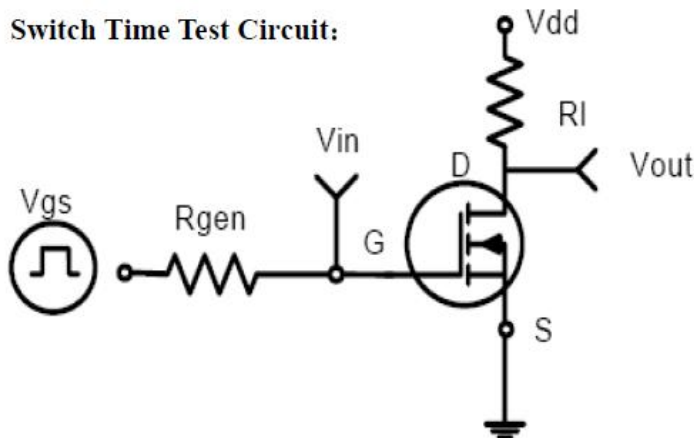 Switch Time Test Circuit:
Vdd
Rl
Vin
D
Vout
Vgs
Rgen
G
S